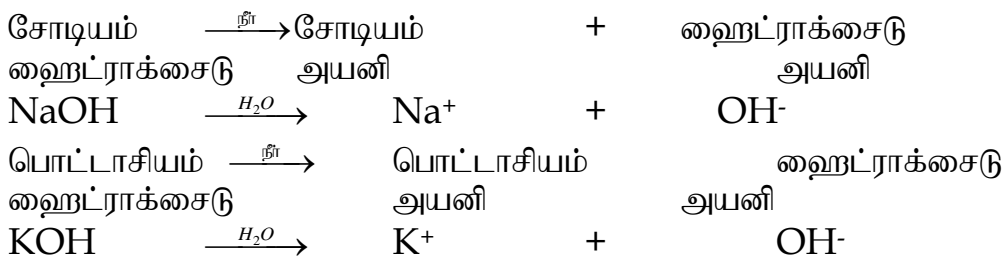 சோடியம் நீர்→ சோடியம் + ஹைட்ராக்சைடு
ஹைட்ராக்சைடு அயனி அயனி
NaOH H₂O→ Na⁺ + OH⁻
பொட்டாசியம் நீர்→ பொட்டாசியம் ஹைட்ராக்சைடு
ஹைட்ராக்சைடு அயனி அயனி
KOH H₂O→ K⁺ + OH⁻